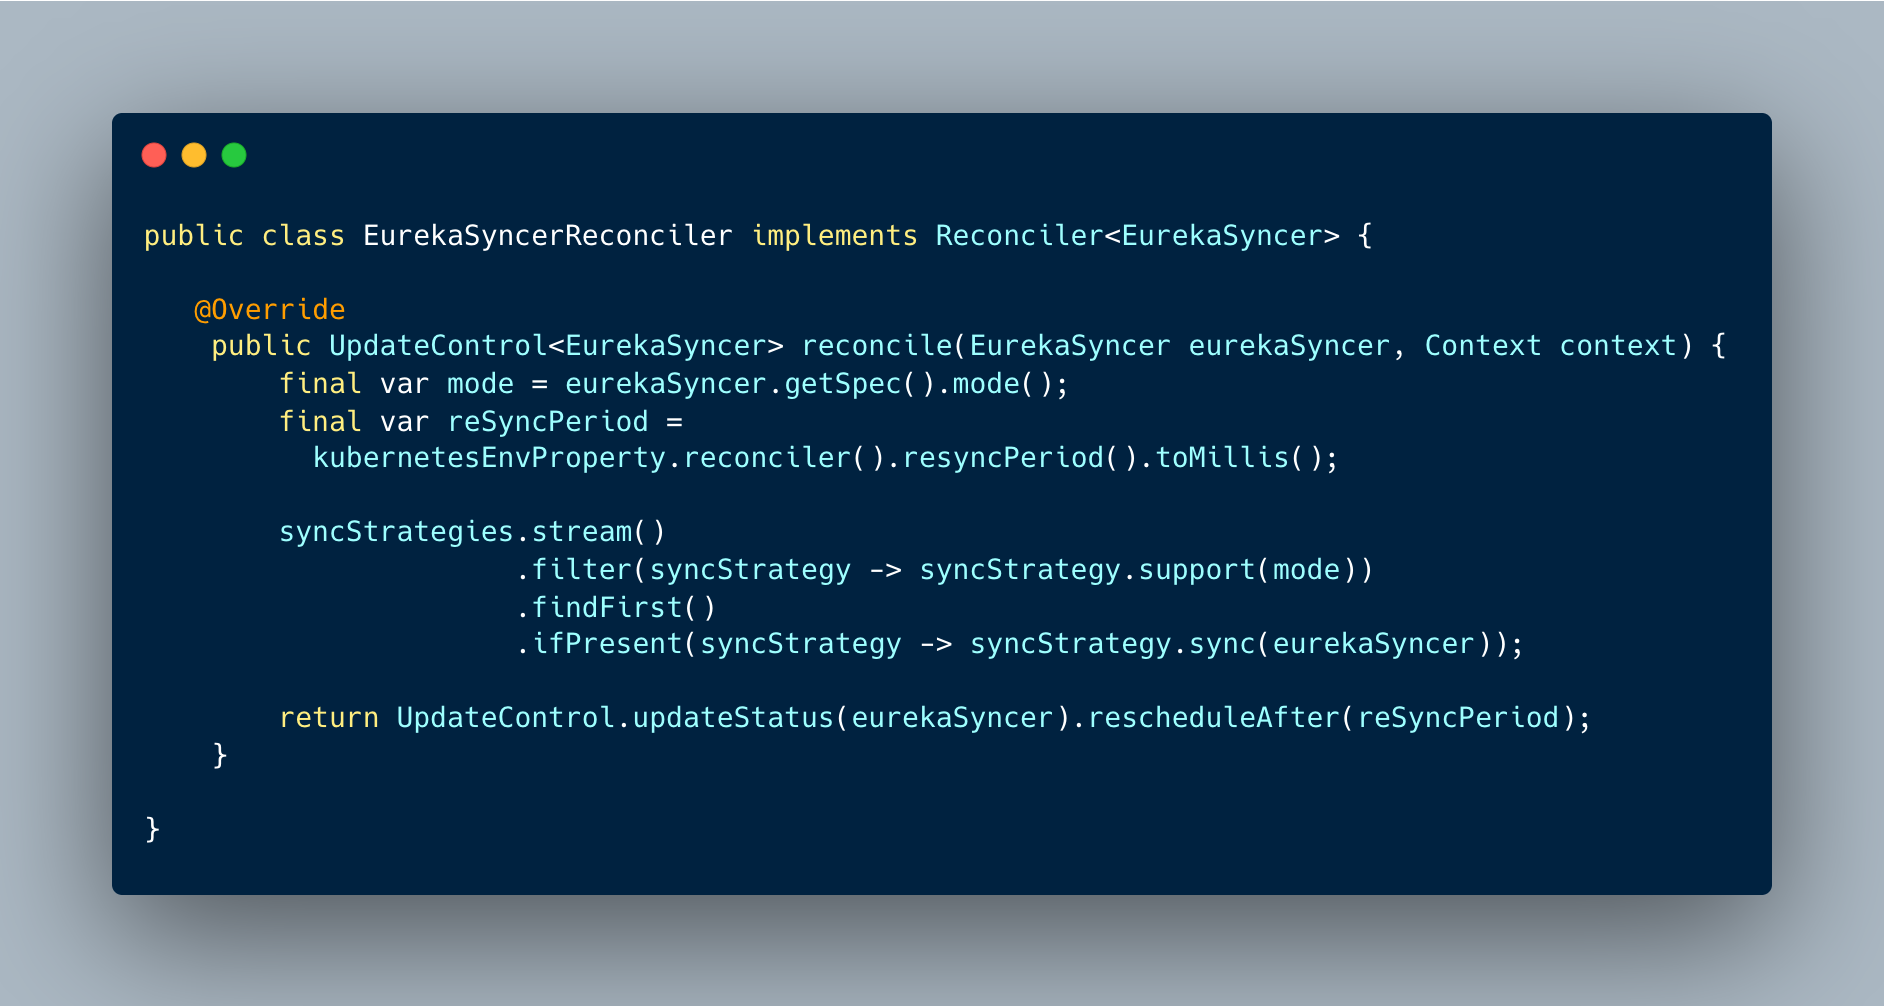 public class EurekaSyncerReconciler implements Reconciler<EurekaSyncer> {
@Override
public UpdateControl<EurekaSyncer> reconcile(EurekaSyncer eurekaSyncer, Context context) {
final var mode = eurekaSyncer.getSpec().mode();
final var reSyncPeriod =
kubernetesEnvProperty.reconciler().resyncPeriod().toMillis();
syncStrategies.stream()
.filter(syncStrategy -> syncStrategy.support(mode))
.findFirst()
.ifPresent(syncStrategy -> syncStrategy.sync(eurekaSyncer));
return UpdateControl.updateStatus(eurekaSyncer).rescheduleAfter(reSyncPeriod);
}
}